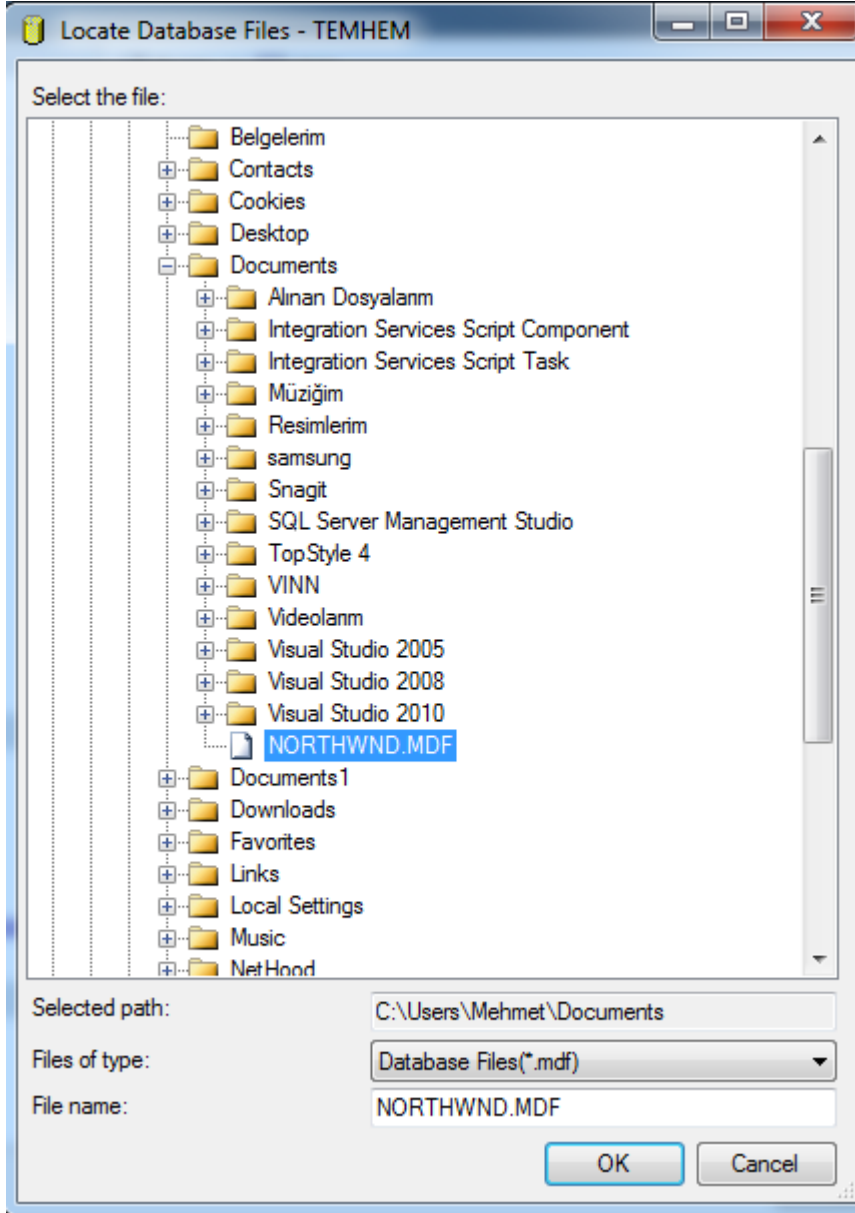 Locate Database Files - TEMHEM
Select the file:
Belgelerim
Contacts
Cookies
Desktop
Documents
Alınan Dosyalarım
Integration Services Script Component
Integration Services Script Task
Müziğim
Resimlerim
samsung
Snagit
SQL Server Management Studio
TopStyle 4
VINN
Videolarım
Visual Studio 2005
Visual Studio 2008
Visual Studio 2010
NORTHWND.MDF
Documents1
Downloads
Favorites
Links
Local Settings
Music
NetHood
Selected path: C:\Users\Mehmet\Documents
Files of type: Database Files(*.mdf)
File name: NORTHWND.MDF
OK Cancel